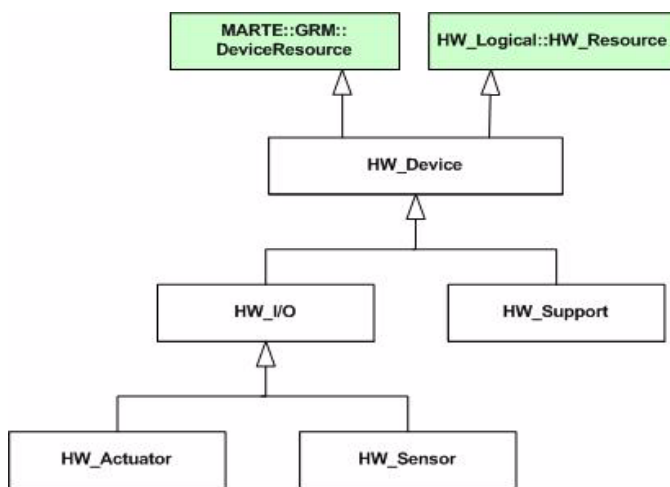 MARTE::GRM::
DeviceResource
HW_Logical::HW_Resource
HW_Device
HW_I/O
HW_Support
HW_Actuator
HW_Sensor